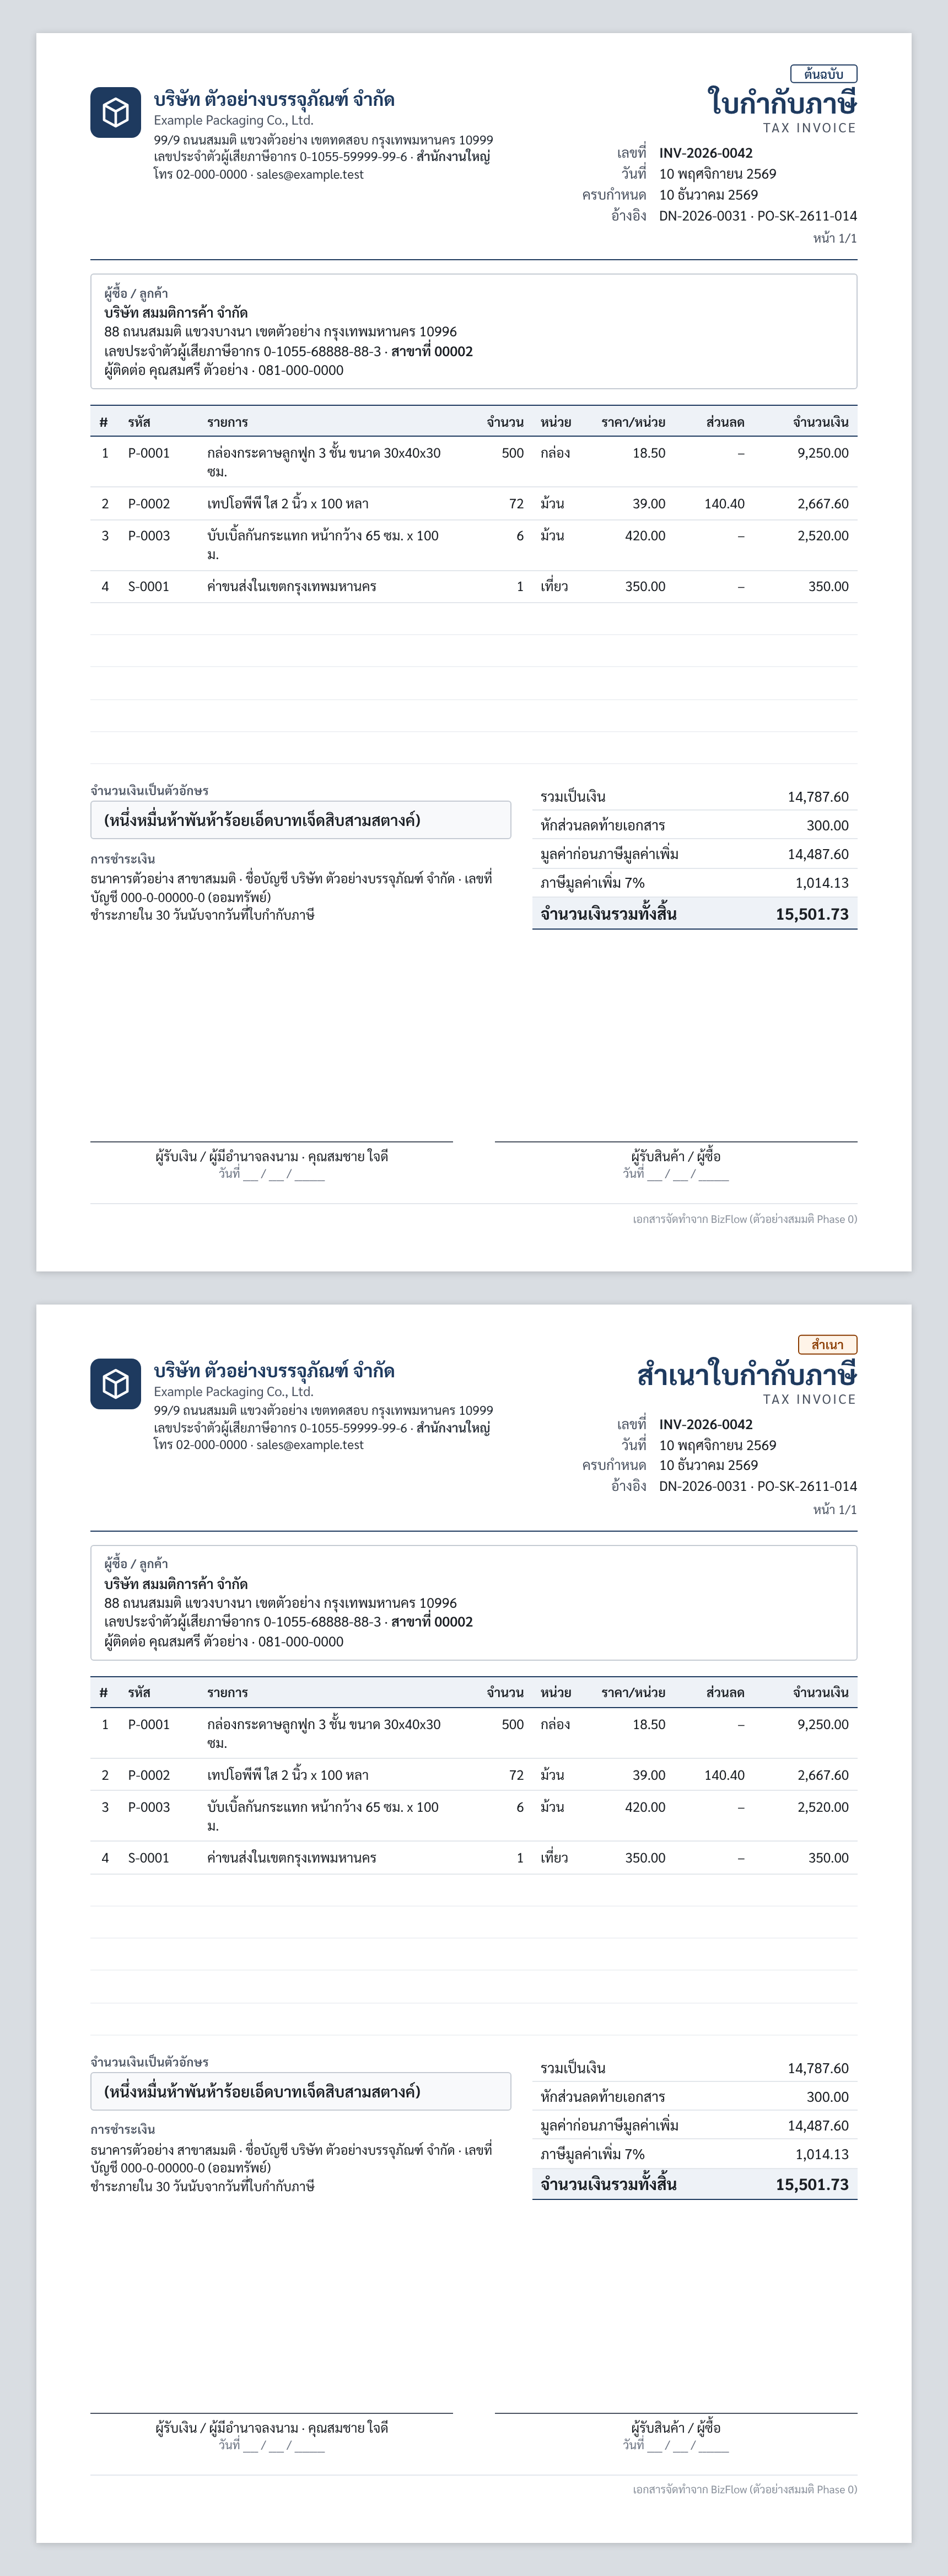 ต้นฉบับ
บริษัท ตัวอย่างบรรจุภัณฑ์ จำกัด
Example Packaging Co., Ltd.
99/9 ถนนสมมติ แขวงตัวอย่าง เขตทดสอบ กรุงเทพมหานคร 10999
เลขประจำตัวผู้เสียภาษีอากร 0-1055-59999-99-6 · สำนักงานใหญ่
โทร 02-000-0000 · sales@example.test
ใบกำกับภาษี
TAX INVOICE
เลขที่ INV-2026-0042
วันที่ 10 พฤศจิกายน 2569
ครบกำหนด 10 ธันวาคม 2569
อ้างอิง DN-2026-0031 · PO-SK-2611-014
หน้า 1/1
ผู้ซื้อ / ลูกค้า
บริษัท สมมติการค้า จำกัด
88 ถนนสมมติ แขวงบางนา เขตตัวอย่าง กรุงเทพมหานคร 10996
เลขประจำตัวผู้เสียภาษีอากร 0-1055-68888-88-3 · สาขาที่ 00002
ผู้ติดต่อ คุณสมศรี ตัวอย่าง · 081-000-0000
# รหัส รายการ จำนวน หน่วย ราคา/หน่วย ส่วนลด จำนวนเงิน
1 P-0001 กล่องกระดาษลูกฟูก 3 ชั้น ขนาด 30x40x30 500 กล่อง 18.50 – 9,250.00
ซม.
2 P-0002 เทปโอพีพี ใส 2 นิ้ว x 100 หลา 72 ม้วน 39.00 140.40 2,667.60
3 P-0003 บับเบิ้ลกันกระแทก หน้ากว้าง 65 ซม. x 100 6 ม้วน 420.00 – 2,520.00
ม.
4 S-0001 ค่าขนส่งในเขตกรุงเทพมหานคร 1 เที่ยว 350.00 – 350.00
จำนวนเงินเป็นตัวอักษร
(หนึ่งหมื่นห้าพันห้าร้อยเอ็ดบาทเจ็ดสิบสามสตางค์)
การชำระเงิน
ธนาคารตัวอย่าง สาขาสมมติ · ชื่อบัญชี บริษัท ตัวอย่างบรรจุภัณฑ์ จำกัด · เลขที่
บัญชี 000-0-00000-0 (ออมทรัพย์)
ชำระภายใน 30 วันนับจากวันที่ใบกำกับภาษี
รวมเป็นเงิน 14,787.60
หักส่วนลดท้ายเอกสาร 300.00
มูลค่าก่อนภาษีมูลค่าเพิ่ม 14,487.60
ภาษีมูลค่าเพิ่ม 7% 1,014.13
จำนวนเงินรวมทั้งสิ้น 15,501.73
ผู้รับเงิน / ผู้มีอำนาจลงนาม · คุณสมชาย ใจดี
วันที่ __ / __ / ____
ผู้รับสินค้า / ผู้ซื้อ
วันที่ __ / __ / ____
เอกสารจัดทำจาก BizFlow (ตัวอย่างสมมติ Phase 0)
สำเนา
บริษัท ตัวอย่างบรรจุภัณฑ์ จำกัด
Example Packaging Co., Ltd.
99/9 ถนนสมมติ แขวงตัวอย่าง เขตทดสอบ กรุงเทพมหานคร 10999
เลขประจำตัวผู้เสียภาษีอากร 0-1055-59999-99-6 · สำนักงานใหญ่
โทร 02-000-0000 · sales@example.test
สำเนาใบกำกับภาษี
TAX INVOICE
เลขที่ INV-2026-0042
วันที่ 10 พฤศจิกายน 2569
ครบกำหนด 10 ธันวาคม 2569
อ้างอิง DN-2026-0031 · PO-SK-2611-014
หน้า 1/1
ผู้ซื้อ / ลูกค้า
บริษัท สมมติการค้า จำกัด
88 ถนนสมมติ แขวงบางนา เขตตัวอย่าง กรุงเทพมหานคร 10996
เลขประจำตัวผู้เสียภาษีอากร 0-1055-68888-88-3 · สาขาที่ 00002
ผู้ติดต่อ คุณสมศรี ตัวอย่าง · 081-000-0000
# รหัส รายการ จำนวน หน่วย ราคา/หน่วย ส่วนลด จำนวนเงิน
1 P-0001 กล่องกระดาษลูกฟูก 3 ชั้น ขนาด 30x40x30 500 กล่อง 18.50 – 9,250.00
ซม.
2 P-0002 เทปโอพีพี ใส 2 นิ้ว x 100 หลา 72 ม้วน 39.00 140.40 2,667.60
3 P-0003 บับเบิ้ลกันกระแทก หน้ากว้าง 65 ซม. x 100 6 ม้วน 420.00 – 2,520.00
ม.
4 S-0001 ค่าขนส่งในเขตกรุงเทพมหานคร 1 เที่ยว 350.00 – 350.00
จำนวนเงินเป็นตัวอักษร
(หนึ่งหมื่นห้าพันห้าร้อยเอ็ดบาทเจ็ดสิบสามสตางค์)
การชำระเงิน
ธนาคารตัวอย่าง สาขาสมมติ · ชื่อบัญชี บริษัท ตัวอย่างบรรจุภัณฑ์ จำกัด · เลขที่
บัญชี 000-0-00000-0 (ออมทรัพย์)
ชำระภายใน 30 วันนับจากวันที่ใบกำกับภาษี
รวมเป็นเงิน 14,787.60
หักส่วนลดท้ายเอกสาร 300.00
มูลค่าก่อนภาษีมูลค่าเพิ่ม 14,487.60
ภาษีมูลค่าเพิ่ม 7% 1,014.13
จำนวนเงินรวมทั้งสิ้น 15,501.73
ผู้รับเงิน / ผู้มีอำนาจลงนาม · คุณสมชาย ใจดี
วันที่ __ / __ / ____
ผู้รับสินค้า / ผู้ซื้อ
วันที่ __ / __ / ____
เอกสารจัดทำจาก BizFlow (ตัวอย่างสมมติ Phase 0)